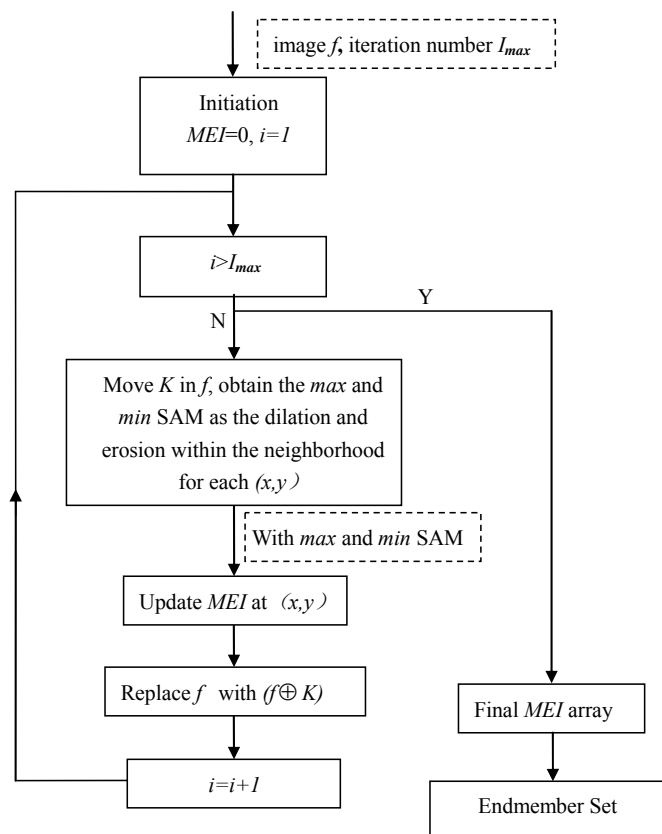 image f, iteration number Imax
Initiation
MEI=0, i=1
i>Imax
Y
N
Move K in f, obtain the max and
min SAM as the dilation and
erosion within the neighborhood
for each (x,y）
With max and min SAM
Update MEI at （x,y）
Replace f with (f⊕ K)
i=i+1
Final MEI array
Endmember Set